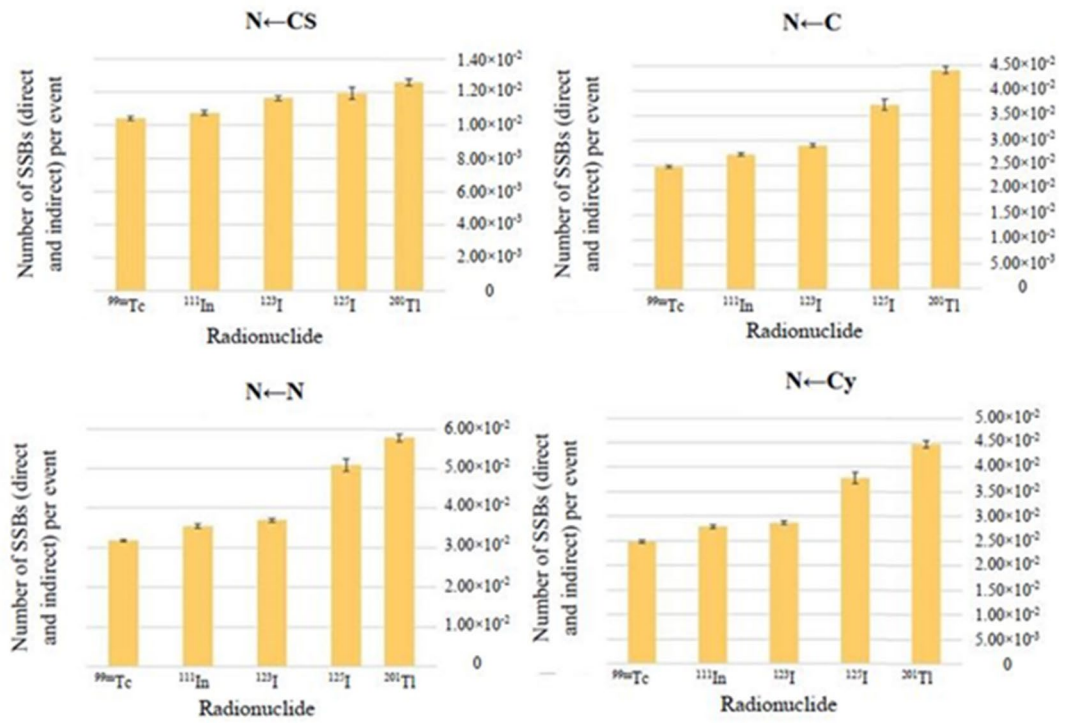 N←CS
Number of SSBs (direct
and indirect) per event
1.40×10⁻²
1.20×10⁻²
1.00×10⁻²
8.00×10⁻³
6.00×10⁻³
4.00×10⁻³
2.00×10⁻³
0
⁹⁹ᵐTc ¹¹¹In ¹²³I ¹²⁵I ²⁰¹Tl
Radionuclide
N←C
Number of SSBs (direct
and indirect) per event
4.50×10⁻²
4.00×10⁻²
3.50×10⁻²
3.00×10⁻²
2.50×10⁻²
2.00×10⁻²
1.50×10⁻²
1.00×10⁻²
5.00×10⁻³
0
⁹⁹ᵐTc ¹¹¹In ¹²³I ¹²⁵I ²⁰¹Tl
Radionuclide
N←N
Number of SSBs (direct
and indirect) per event
6.00×10⁻²
5.00×10⁻²
4.00×10⁻²
3.00×10⁻²
2.00×10⁻²
1.00×10⁻²
0
⁹⁹ᵐTc ¹¹¹In ¹²³I ¹²⁵I ²⁰¹Tl
Radionuclide
N←Cy
Number of SSBs (direct
and indirect) per event
5.00×10⁻²
4.50×10⁻²
4.00×10⁻²
3.50×10⁻²
3.00×10⁻²
2.50×10⁻²
2.00×10⁻²
1.50×10⁻²
1.00×10⁻²
5.00×10⁻³
0
⁹⁹ᵐTc ¹¹¹In ¹²³I ¹²⁵I ²⁰¹Tl
Radionuclide